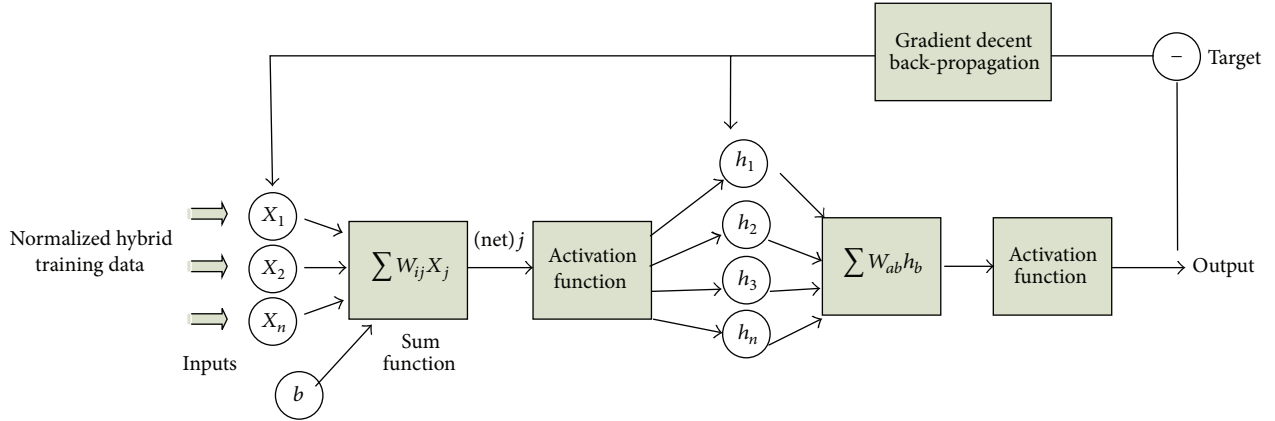 Gradient decent
back-propagation
−
Target
h₁
X₁
h₂
Normalized hybrid
training data
(net) j
X₂
∑ WᵢⱼXⱼ
Activation
function
h₃
∑ Wₐbhb
Activation
function
Output
Xₙ
hₙ
Sum
function
Inputs
b